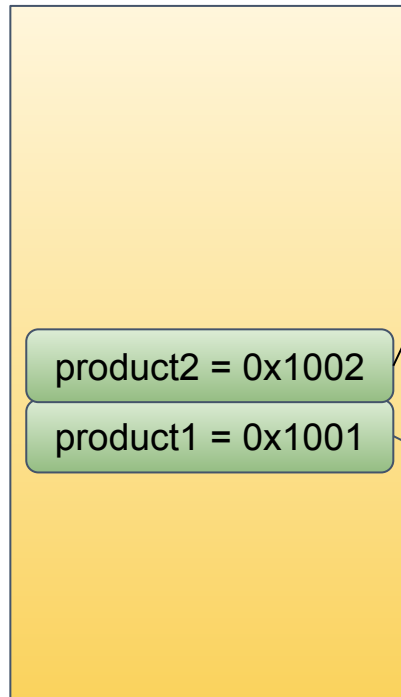 product2 = 0x1002
product1 = 0x1001